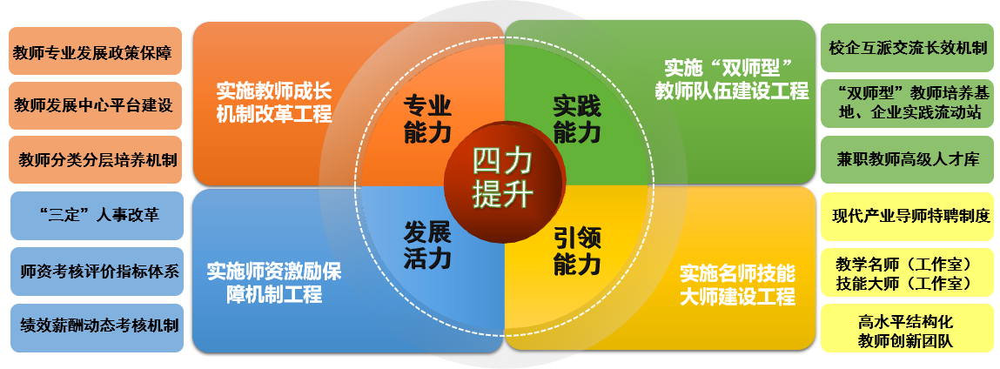 教师专业发展政策保障
教师发展中心平台建设
教师分类分层培养机制
实施教师成长
机制改革工程
专业
能力
实践
能力
实施“双师型”
教师队伍建设工程
校企互派交流长效机制
“双师型”教师培养基
地、企业实践流动站
兼职教师高级人才库
四力
提升
“三定”人事改革
师资考核评价指标体系
绩效薪酬动态考核机制
实施师资激励保
障机制工程
发展
活力
引领
能力
实施名师技能
大师建设工程
现代产业导师特聘制度
教学名师（工作室）
技能大师（工作室）
高水平结构化
教师创新团队